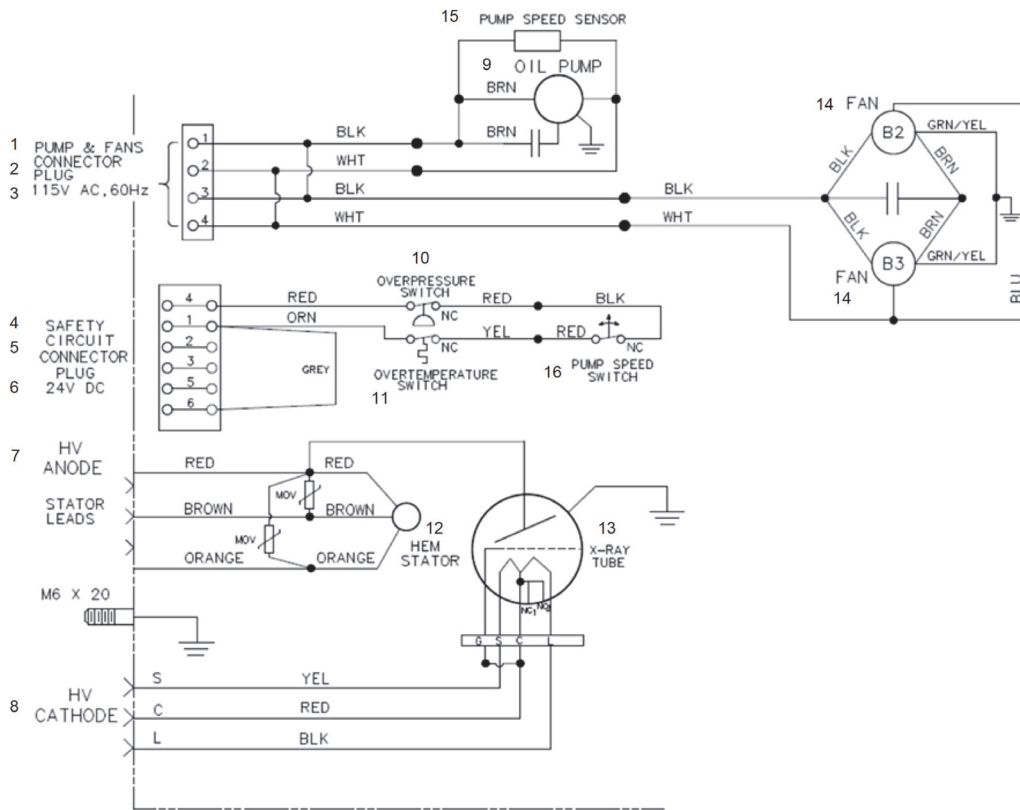 15 PUMP SPEED SENSOR
9 OIL PUMP
BRN
BRN
14 FAN
B2
GRN/YEL
BLK
BRN
1 PUMP & FANS
2 CONNECTOR
PLUG
3 115V AC,60Hz
1
BLK
2
WHT
3
BLK
BLK
4
WHT
WHT
BLK
BRN
B3
GRN/YEL
FAN
14
BLU
10
OVERPRESSURE
SWITCH
4
RED
NC
RED
BLK
1
ORN
NC
YEL
RED
NC
4 SAFETY
5 CIRCUIT
CONNECTOR
PLUG
6 24V DC
2
3
5
6
GREY
OVERTEMPERATURE
SWITCH
11
16 PUMP SPEED
SWITCH
7 HV
ANODE
RED
RED
MOV
STATOR
LEADS
BROWN
BROWN
MOV
ORANGE
ORANGE
12
HEM
STATOR
13
X-RAY
TUBE
NC1
NC2
M6 X 20
G S C L
8 HV
CATHODE
S
YEL
C
RED
L
BLK